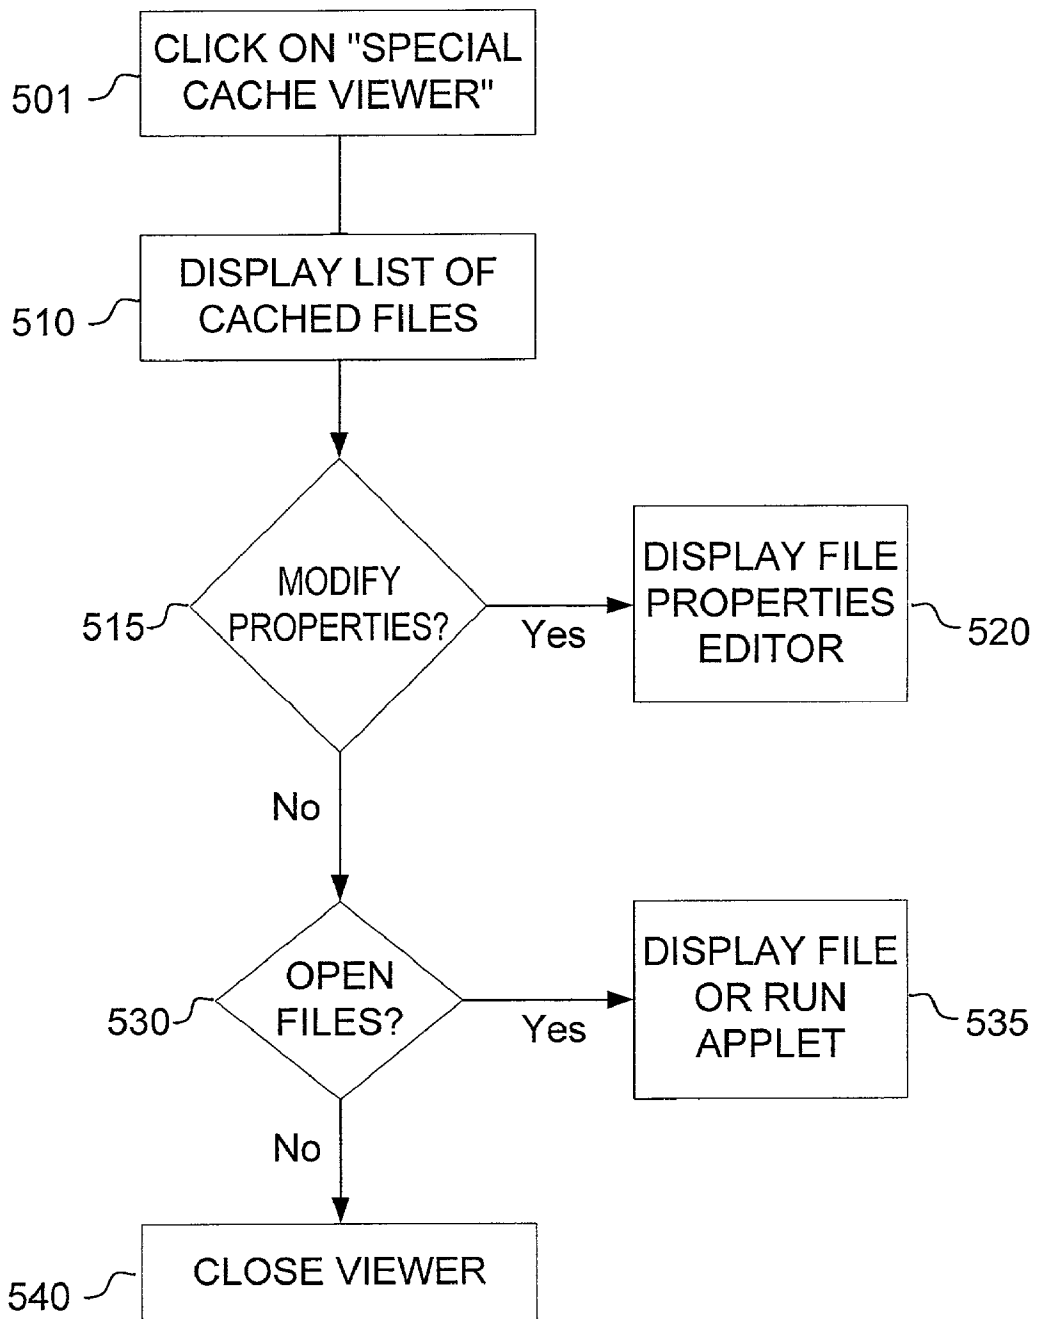 CLICK ON "SPECIAL
CACHE VIEWER"
501
DISPLAY LIST OF
CACHED FILES
510
MODIFY
PROPERTIES?
515
Yes
DISPLAY FILE
PROPERTIES
EDITOR
520
No
OPEN
FILES?
530
Yes
DISPLAY FILE
OR RUN
APPLET
535
No
CLOSE VIEWER
540